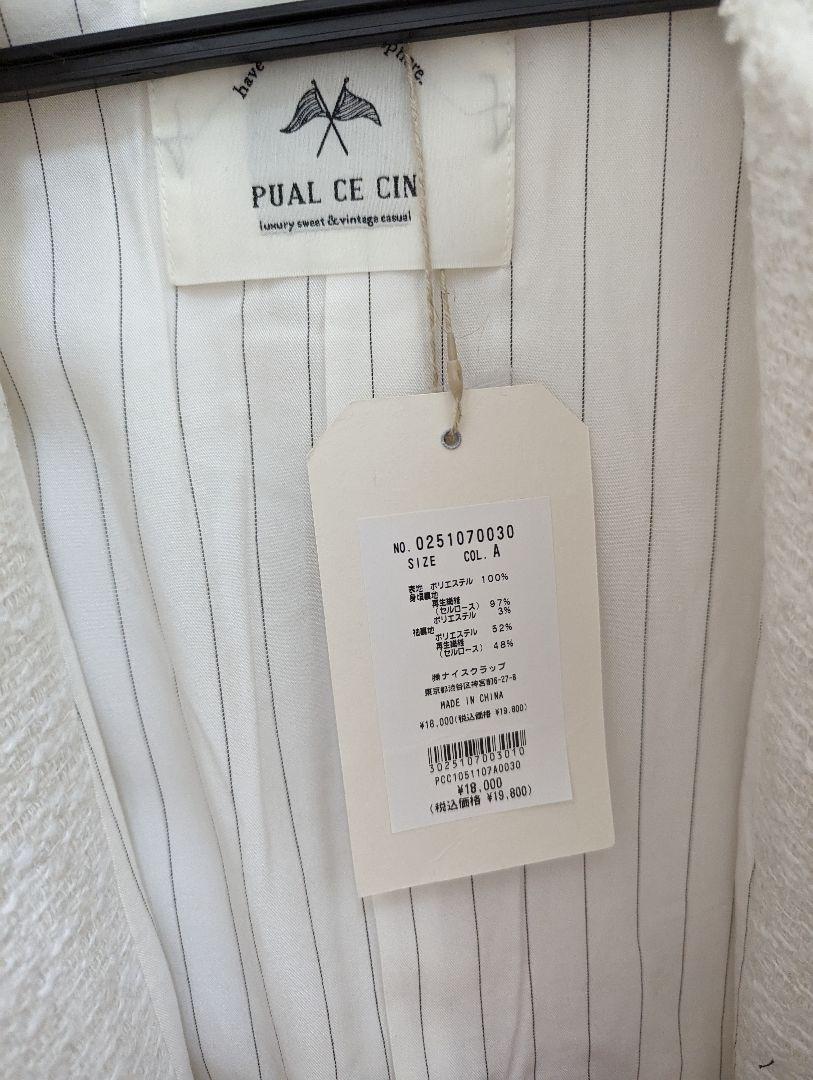 have
phere.
PUAL CE CIN
luxury sweet & vintage casual
NO. 0251070030
SIZE COL. A
表地 ポリエステル 100%
身頃裏地
再生繊維
(セルロース) 97%
ポリエステル 3%
袖裏地
ポリエステル 52%
再生繊維
(セルロース) 48%
㈱ナイスクラップ
東京都渋谷区神宮前6-27-8
MADE IN CHINA
¥18,000(税込価格 ¥19,800)
3025107003010
PCC1051107A0030
¥18,000
(税込価格 ¥19,800)